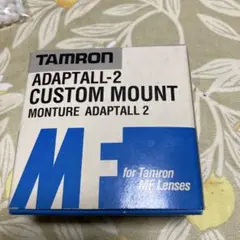 TAMRON
ADAPTALL-2
CUSTOM MOUNT
MONTURE ADAPTALL 2
MF
for Tamron
MF Lenses